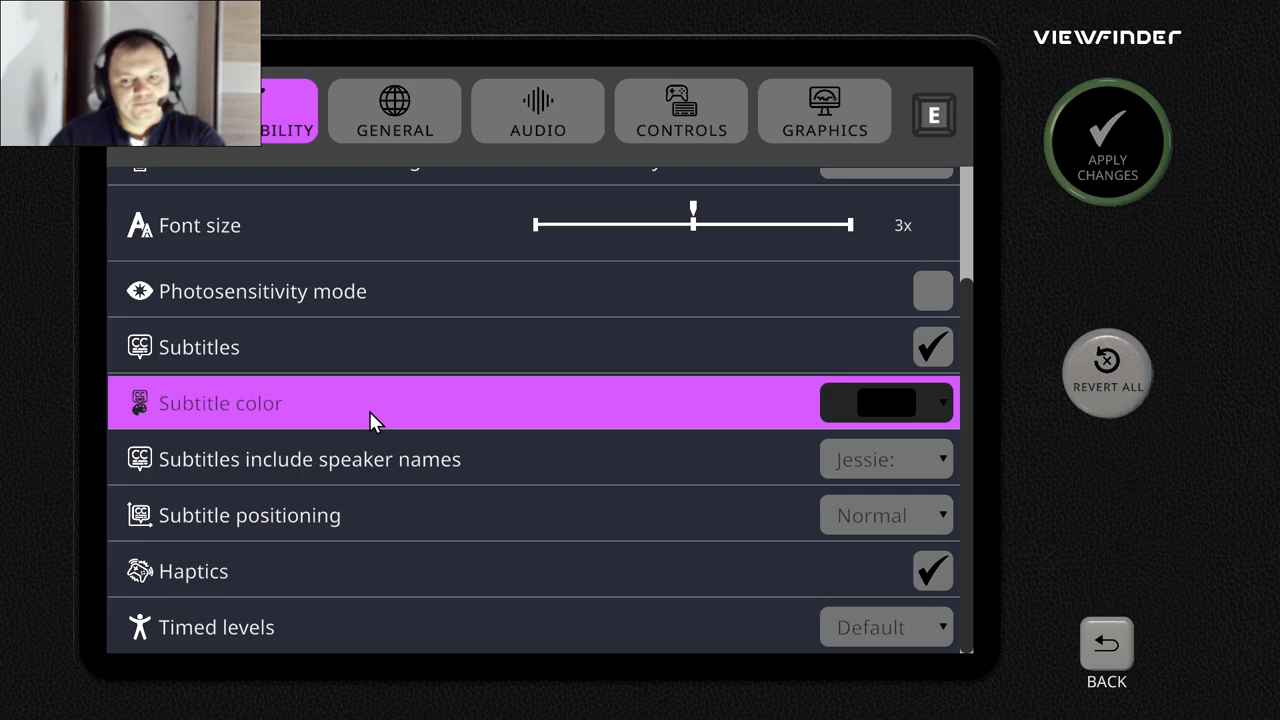 VIEWFINDER
BILITY
GENERAL
AUDIO
CONTROLS
GRAPHICS
E
APPLY
CHANGES
Font size
3x
Photosensitivity mode
Subtitles
Subtitle color
Subtitles include speaker names
Jessie:
Subtitle positioning
Normal
Haptics
Timed levels
Default
REVERT ALL
BACK